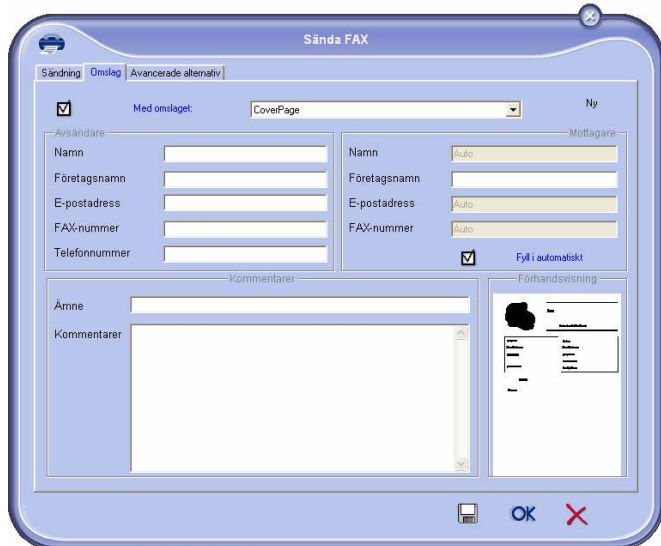 Sända FAX
Sändning Omslag Avancerade alternativ
Med omslaget: CoverPage Ny
Avsändare
Namn
Företagsnamn
E-postadress
FAX-nummer
Telefonnummer
Mottagare
Namn Auto
Företagsnamn
E-postadress Auto
FAX-nummer Auto
Fyll i automatiskt
Kommentarer
Ämne
Kommentarer
Förhandsvisning
OK